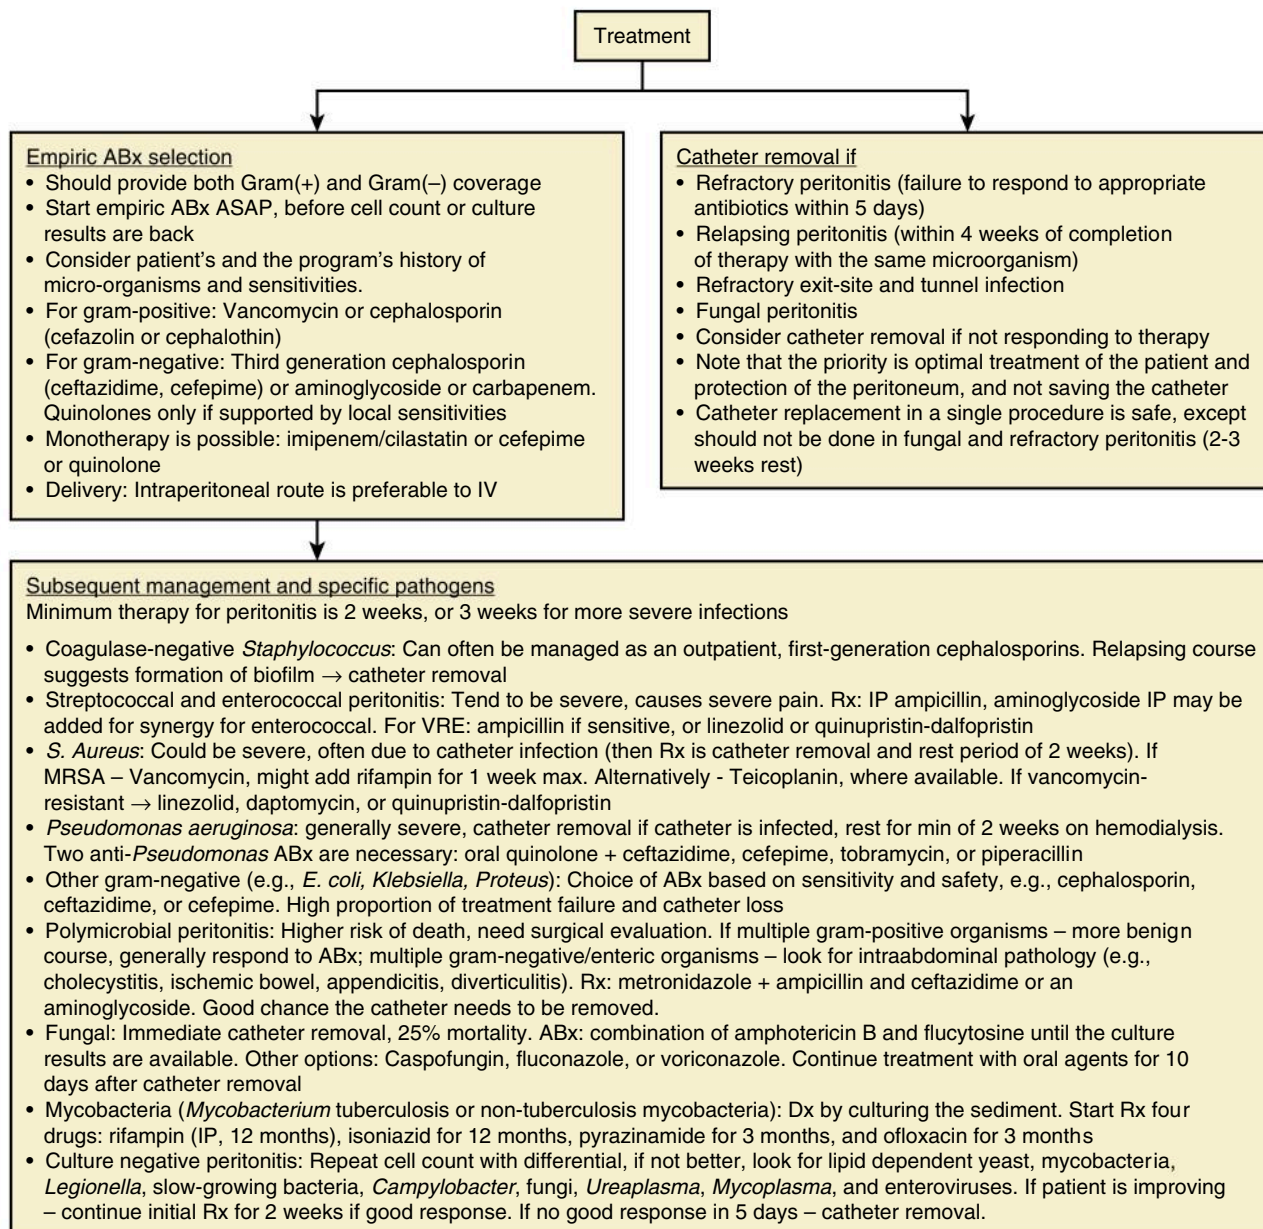 Treatment
Empiric ABx selection
• Should provide both Gram(+) and Gram(–) coverage
• Start empiric ABx ASAP, before cell count or culture
results are back
• Consider patient's and the program's history of
micro-organisms and sensitivities.
• For gram-positive: Vancomycin or cephalosporin
(cefazolin or cephalothin)
• For gram-negative: Third generation cephalosporin
(ceftazidime, cefepime) or aminoglycoside or carbapenem.
Quinolones only if supported by local sensitivities
• Monotherapy is possible: imipenem/cilastatin or cefepime
or quinolone
• Delivery: Intraperitoneal route is preferable to IV
Catheter removal if
• Refractory peritonitis (failure to respond to appropriate
antibiotics within 5 days)
• Relapsing peritonitis (within 4 weeks of completion
of therapy with the same microorganism)
• Refractory exit-site and tunnel infection
• Fungal peritonitis
• Consider catheter removal if not responding to therapy
• Note that the priority is optimal treatment of the patient and
protection of the peritoneum, and not saving the catheter
• Catheter replacement in a single procedure is safe, except
should not be done in fungal and refractory peritonitis (2-3
weeks rest)
Subsequent management and specific pathogens
Minimum therapy for peritonitis is 2 weeks, or 3 weeks for more severe infections
• Coagulase-negative Staphylococcus: Can often be managed as an outpatient, first-generation cephalosporins. Relapsing course
suggests formation of biofilm → catheter removal
• Streptococcal and enterococcal peritonitis: Tend to be severe, causes severe pain. Rx: IP ampicillin, aminoglycoside IP may be
added for synergy for enterococcal. For VRE: ampicillin if sensitive, or linezolid or quinupristin-dalfopristin
• S. Aureus: Could be severe, often due to catheter infection (then Rx is catheter removal and rest period of 2 weeks). If
MRSA – Vancomycin, might add rifampin for 1 week max. Alternatively - Teicoplanin, where available. If vancomycin-
resistant → linezolid, daptomycin, or quinupristin-dalfopristin
• Pseudomonas aeruginosa: generally severe, catheter removal if catheter is infected, rest for min of 2 weeks on hemodialysis.
Two anti-Pseudomonas ABx are necessary: oral quinolone + ceftazidime, cefepime, tobramycin, or piperacillin
• Other gram-negative (e.g., E. coli, Klebsiella, Proteus): Choice of ABx based on sensitivity and safety, e.g., cephalosporin,
ceftazidime, or cefepime. High proportion of treatment failure and catheter loss
• Polymicrobial peritonitis: Higher risk of death, need surgical evaluation. If multiple gram-positive organisms – more benign
course, generally respond to ABx; multiple gram-negative/enteric organisms – look for intraabdominal pathology (e.g.,
cholecystitis, ischemic bowel, appendicitis, diverticulitis). Rx: metronidazole + ampicillin and ceftazidime or an
aminoglycoside. Good chance the catheter needs to be removed.
• Fungal: Immediate catheter removal, 25% mortality. ABx: combination of amphotericin B and flucytosine until the culture
results are available. Other options: Caspofungin, fluconazole, or voriconazole. Continue treatment with oral agents for 10
days after catheter removal
• Mycobacteria (Mycobacterium tuberculosis or non-tuberculosis mycobacteria): Dx by culturing the sediment. Start Rx four
drugs: rifampin (IP, 12 months), isoniazid for 12 months, pyrazinamide for 3 months, and ofloxacin for 3 months
• Culture negative peritonitis: Repeat cell count with differential, if not better, look for lipid dependent yeast, mycobacteria,
Legionella, slow-growing bacteria, Campylobacter, fungi, Ureaplasma, Mycoplasma, and enteroviruses. If patient is improving
– continue initial Rx for 2 weeks if good response. If no good response in 5 days – catheter removal.